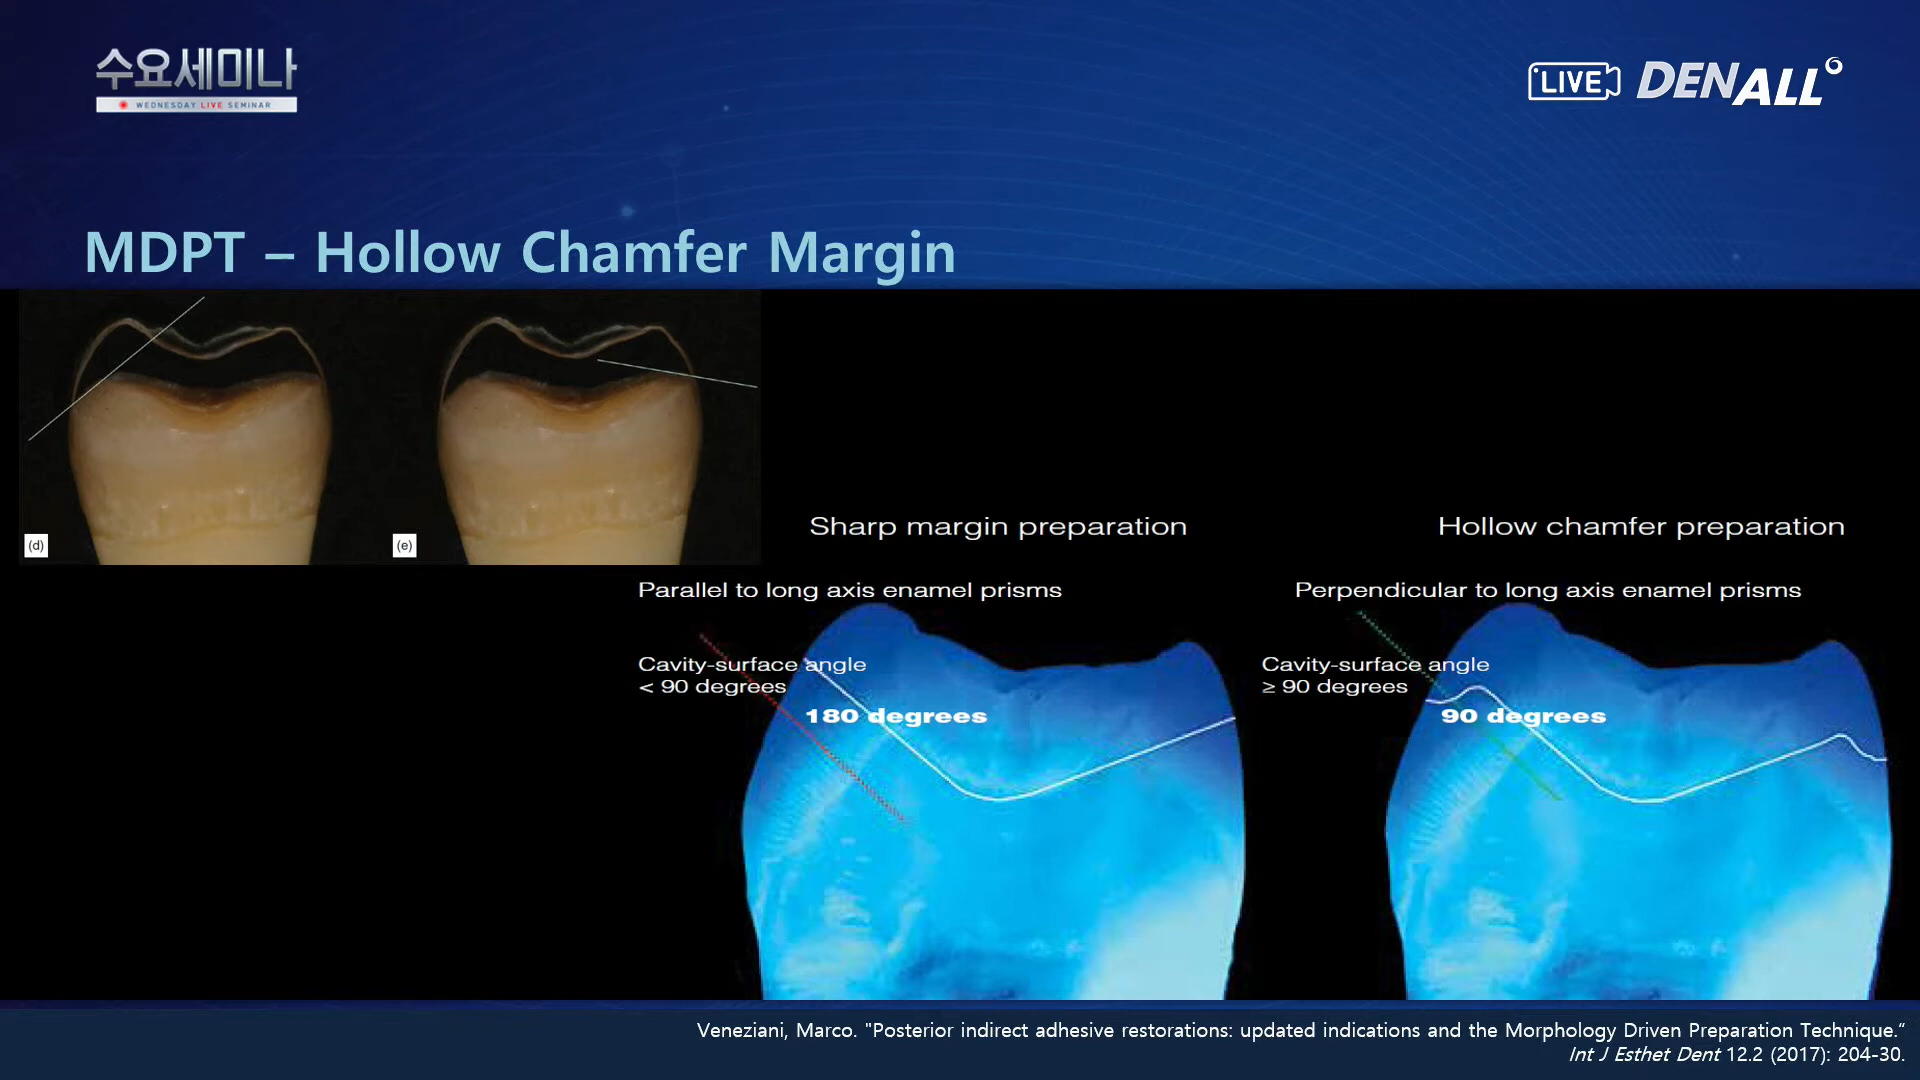 수요세미나
WEDNESDAY LIVE SEMINAR
LIVE DENALL
MDPT – Hollow Chamfer Margin
(d)
(e)
Sharp margin preparation
Parallel to long axis enamel prisms
Cavity-surface angle
< 90 degrees
180 degrees
Hollow chamfer preparation
Perpendicular to long axis enamel prisms
Cavity-surface angle
≥ 90 degrees
90 degrees
Veneziani, Marco. "Posterior indirect adhesive restorations: updated indications and the Morphology Driven Preparation Technique.“
Int J Esthet Dent 12.2 (2017): 204-30.